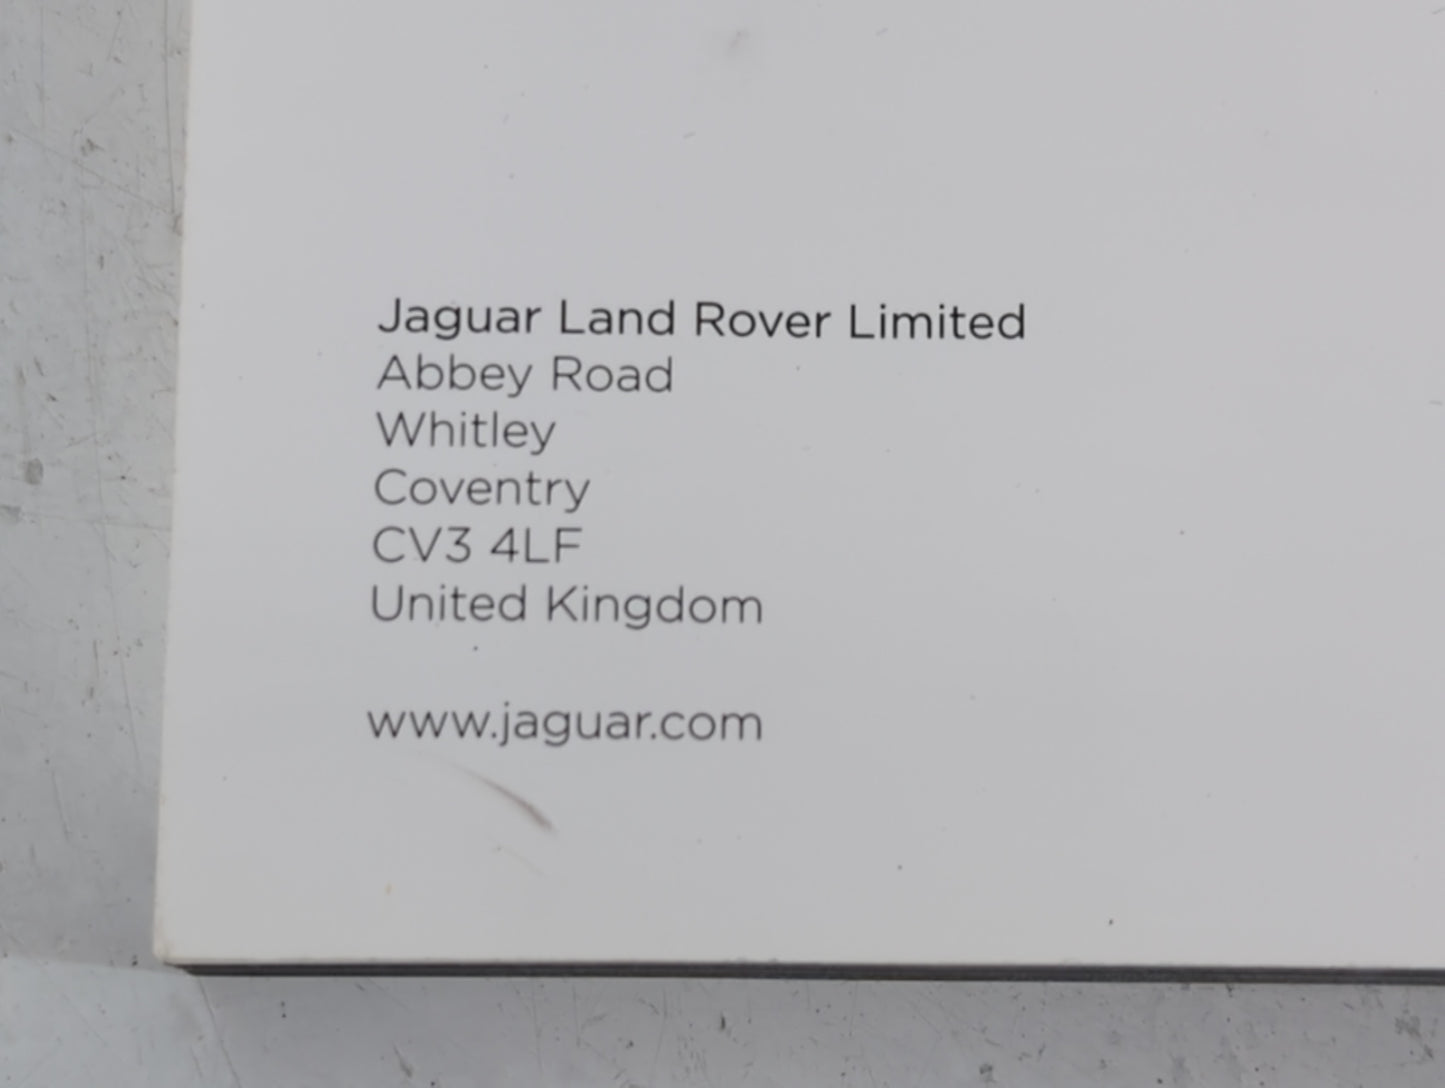 Jaguar Land Rover Limited
Abbey Road
Whitley
Coventry
CV3 4LF
United Kingdom
www.jaguar.com